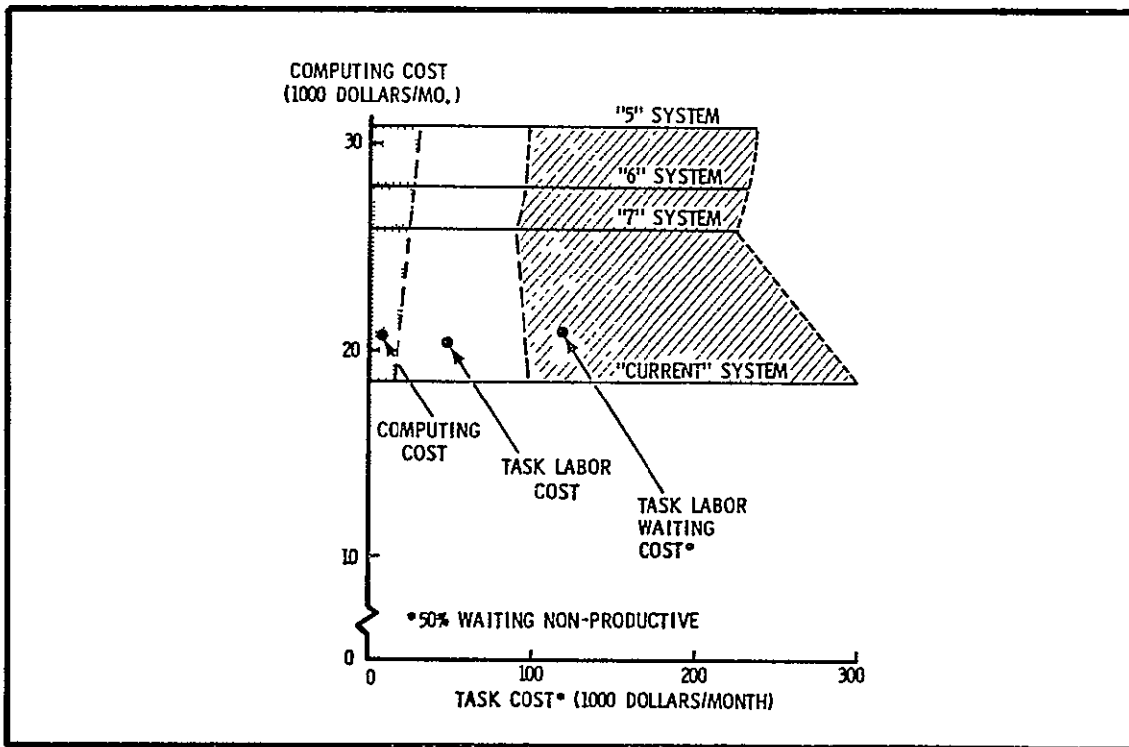 COMPUTING COST
(1000 DOLLARS/MO.)
"5" SYSTEM
30
"6" SYSTEM
"7" SYSTEM
20
"CURRENT" SYSTEM
COMPUTING
COST
TASK LABOR
COST
TASK LABOR
WAITING
COST*
10
*50% WAITING NON-PRODUCTIVE
0
0 100 200 300
TASK COST* (1000 DOLLARS/MONTH)